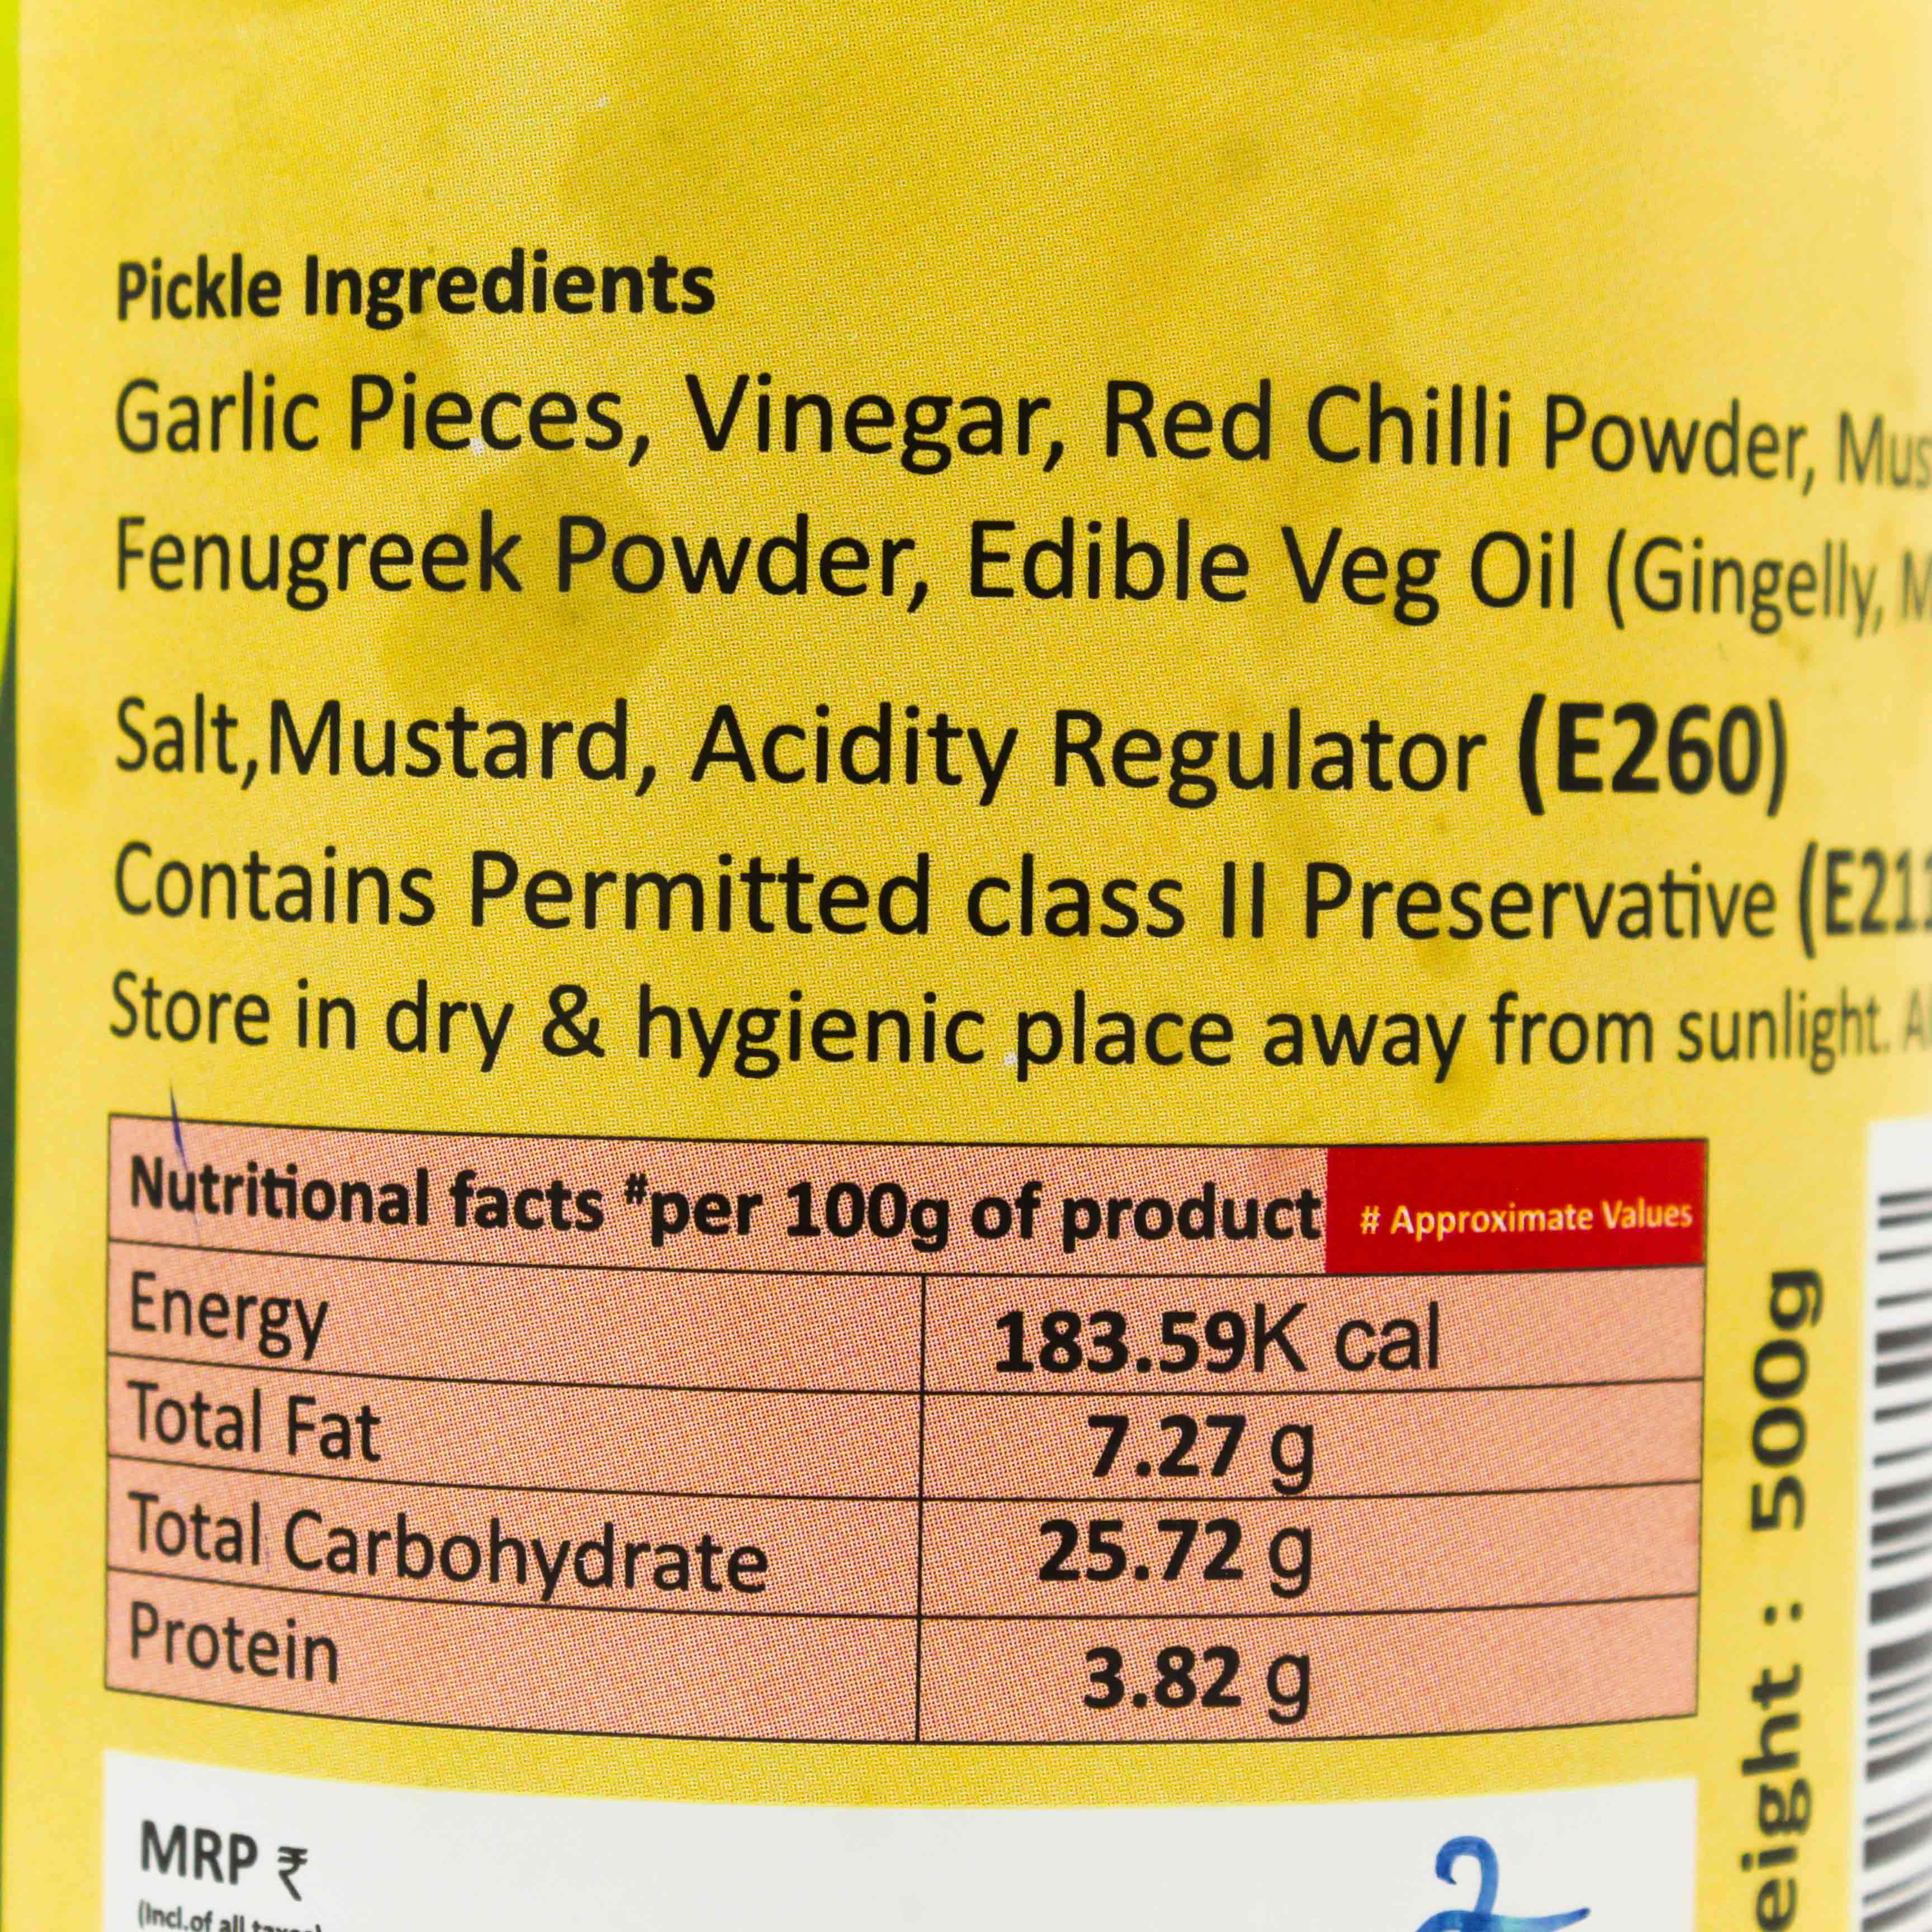 Pickle Ingredients
Garlic Pieces, Vinegar, Red Chilli Powder,
Fenugreek Powder, Edible Veg Oil (Gingelly,
Salt,Mustard, Acidity Regulator (E260)
Contains Permitted class II Preservative
Store in dry & hygienic place away from sunlight.
Nutritional facts #per 100g of product # Approximate Values
Energy 183.59K cal
Total Fat 7.27 g
Total Carbohydrate 25.72 g
Protein 3.82 g
MRP ₹
(Incl.of all
: 500g